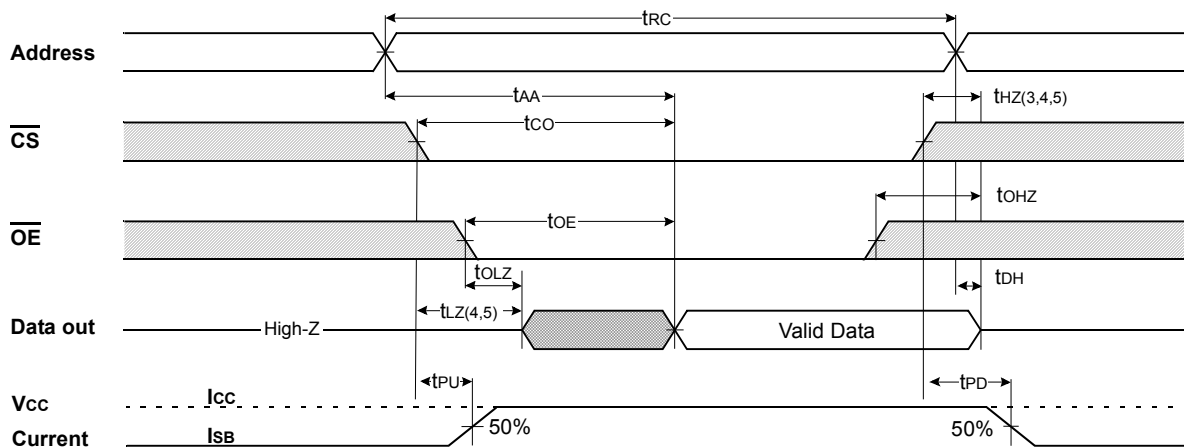 tRC
Address
tAA
tHZ(3,4,5)
tCO
CS
tOHZ
OE
tOE
tOLZ
tDH
tLZ(4,5)
Data out
High-Z
Valid Data
tPU
tPD
VCC
ICC
50%
50%
Current
ISB